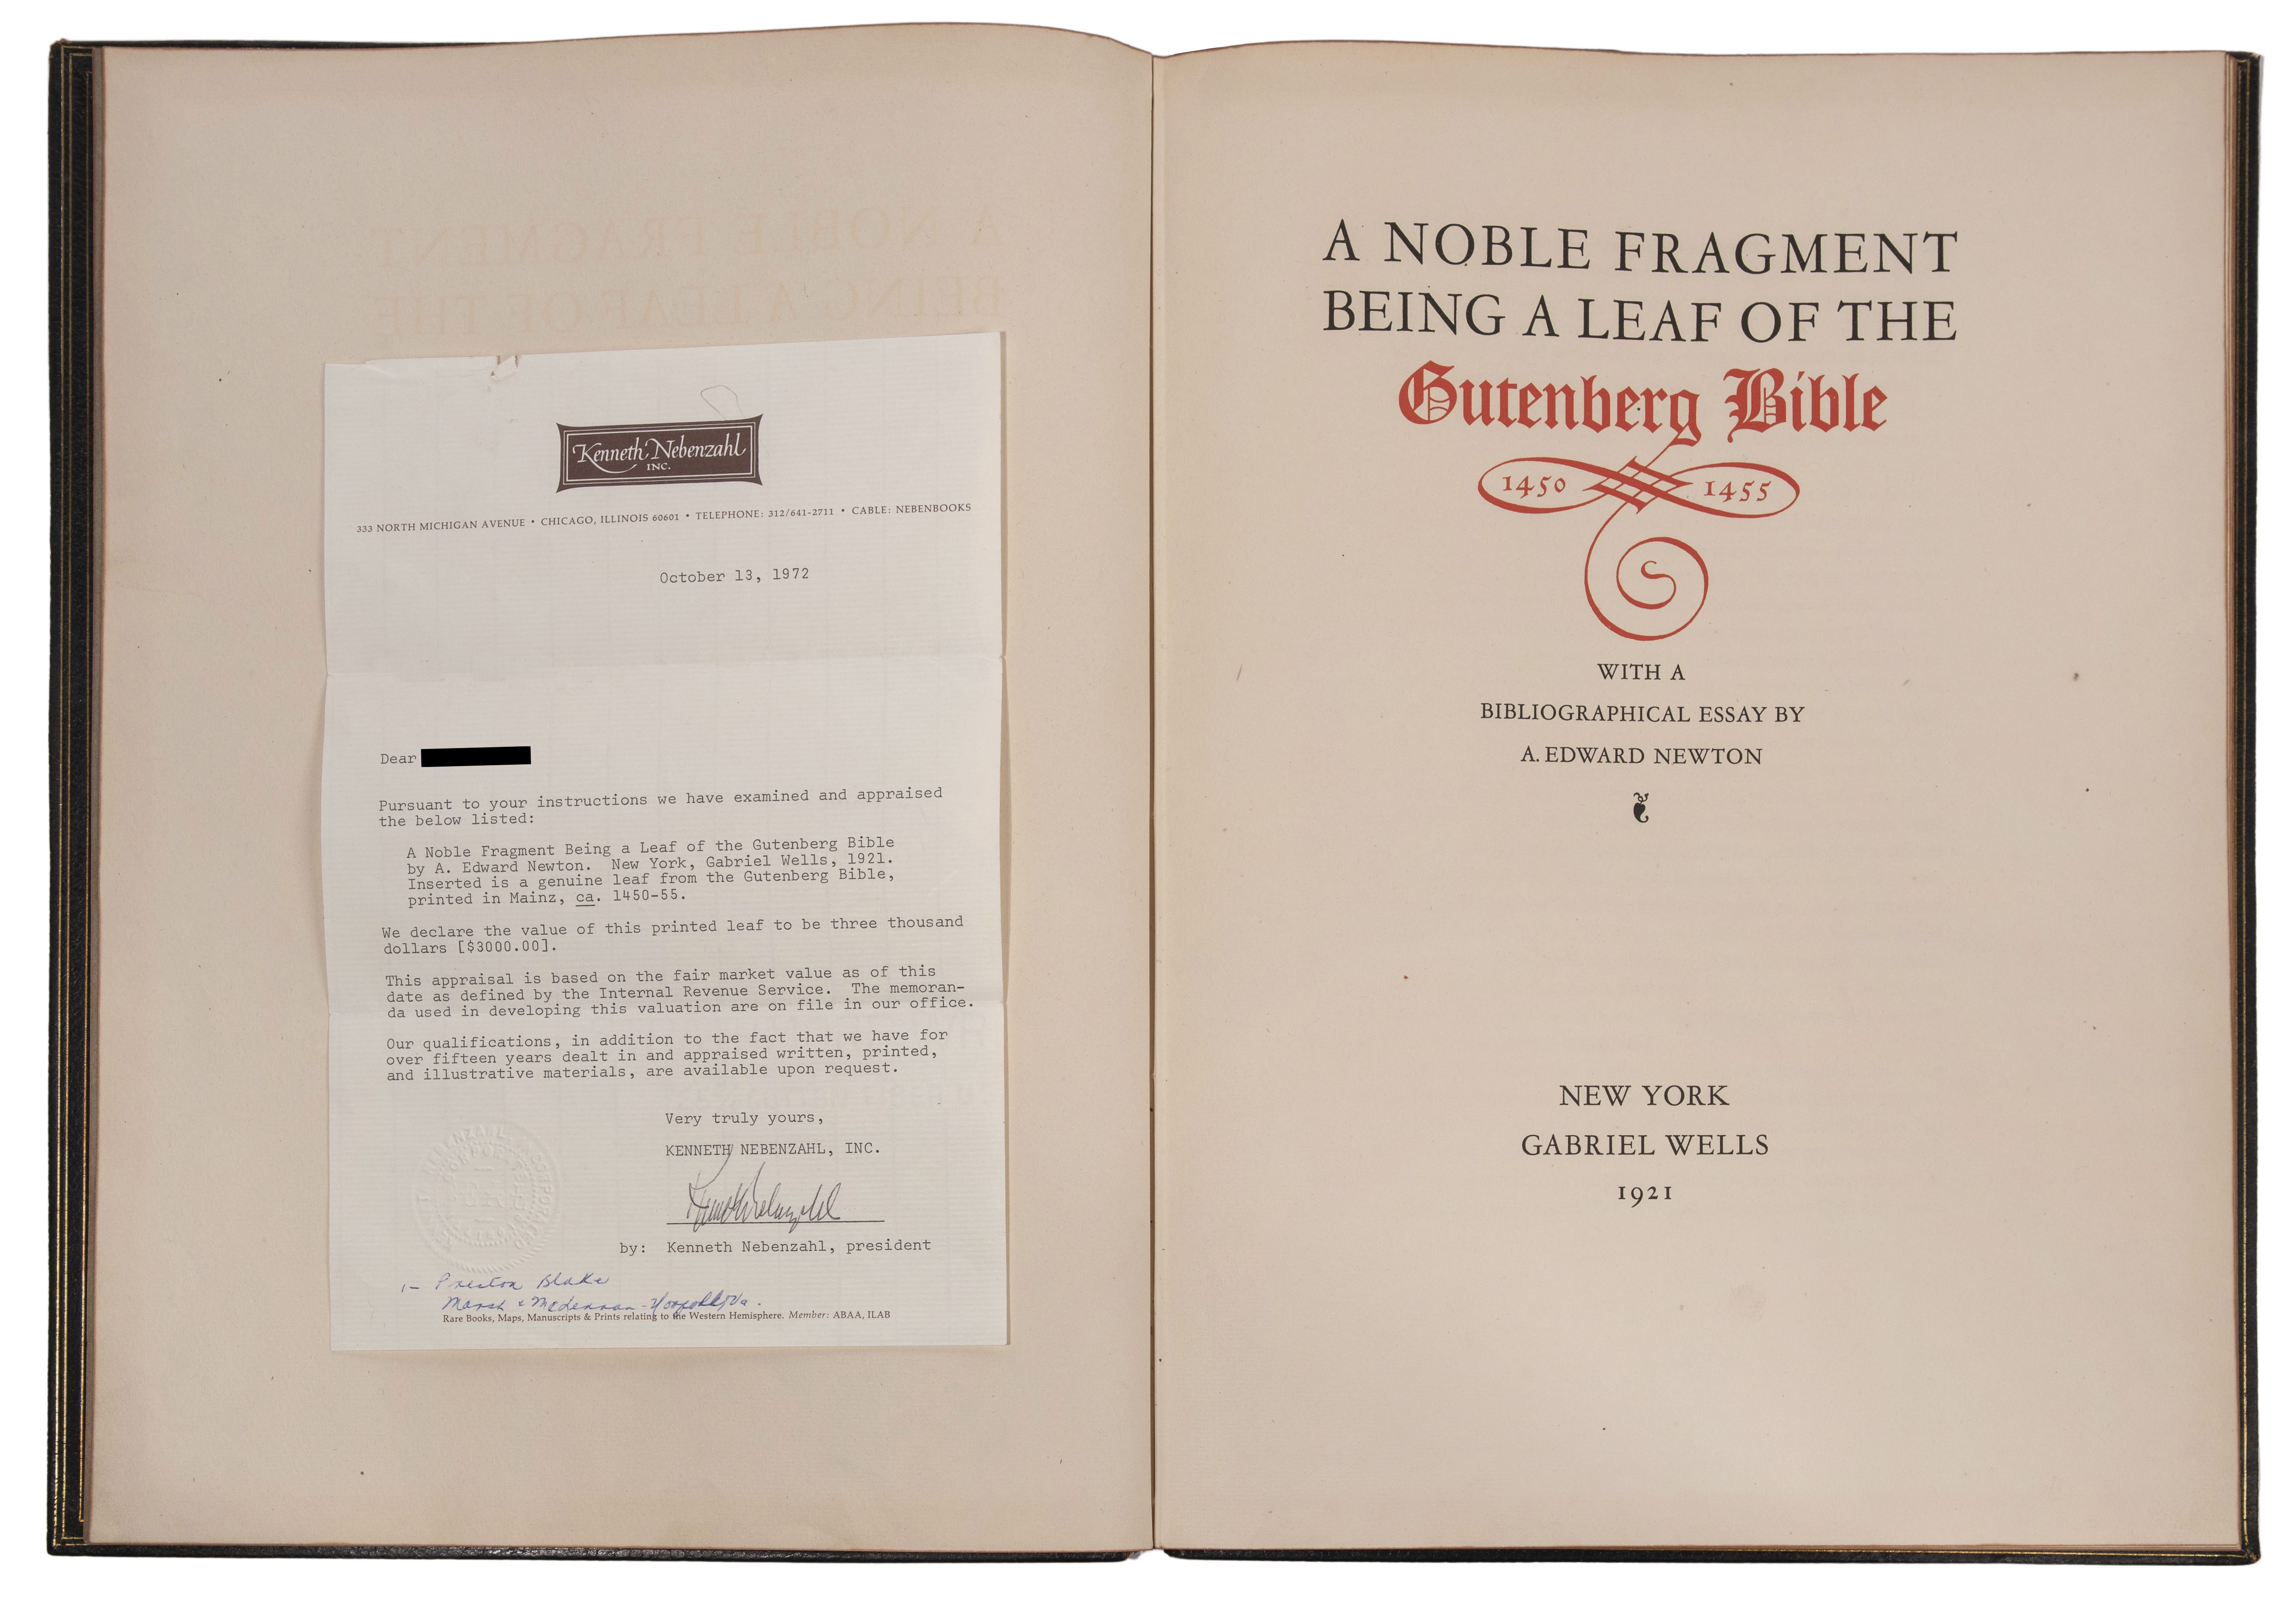 Kenneth Nebenzahl
INC.
333 NORTH MICHIGAN AVENUE • CHICAGO, ILLINOIS 60601 • TELEPHONE: 312/641-2711 • CABLE: NEBENBOOKS
October 13, 1972
Dear
Pursuant to your instructions we have examined and appraised
the below listed:
A Noble Fragment Being a Leaf of the Gutenberg Bible
by A. Edward Newton. New York, Gabriel Wells, 1921.
Inserted is a genuine leaf from the Gutenberg Bible,
printed in Mainz, ca. 1450-55.
We declare the value of this printed leaf to be three thousand
dollars [$3000.00].
This appraisal is based on the fair market value as of this
date as defined by the Internal Revenue Service. The memoran-
da used in developing this valuation are on file in our office.
Our qualifications, in addition to the fact that we have for
over fifteen years dealt in and appraised written, printed,
and illustrative materials, are available upon request.
Very truly yours,
KENNETH NEBENZAHL, INC.
by: Kenneth Nebenzahl, president
1- Preston Blake
Marsh & McLennan - Va.
Rare Books, Maps, Manuscripts & Prints relating to the Western Hemisphere. Member: ABAA, ILAB
A NOBLE FRAGMENT
BEING A LEAF OF THE
Gutenberg Bible
1450 1455
WITH A
BIBLIOGRAPHICAL ESSAY BY
A. EDWARD NEWTON
NEW YORK
GABRIEL WELLS
1921